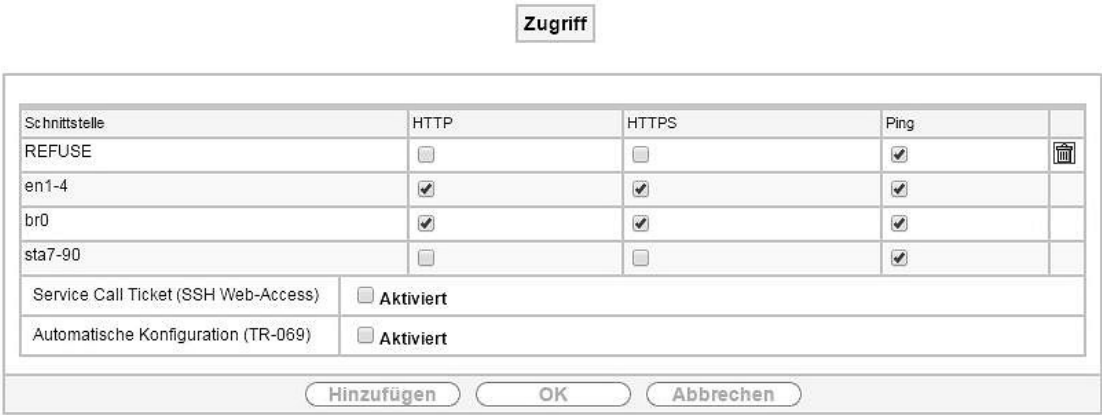 Zugriff
Schnittstelle HTTP HTTPS Ping
REFUSE
en1-4
br0
sta7-90
Service Call Ticket (SSH Web-Access) Aktiviert
Automatische Konfiguration (TR-069) Aktiviert
Hinzufügen OK Abbrechen